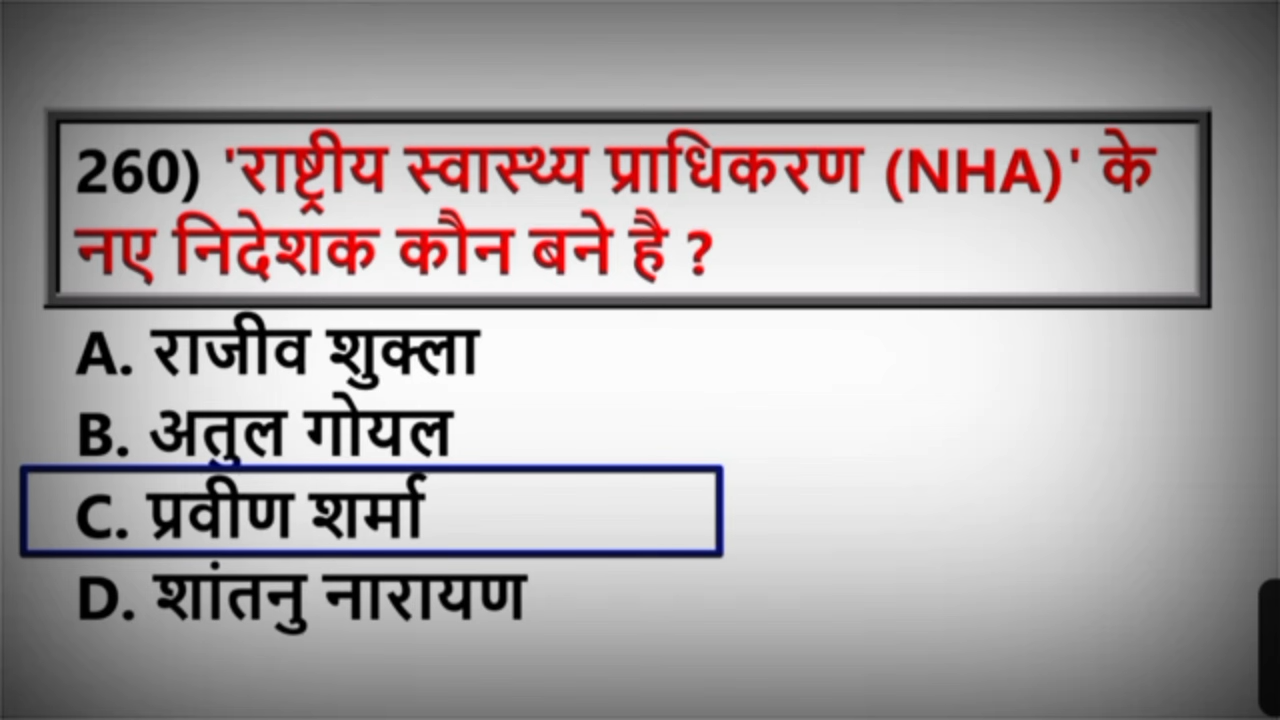 260) 'राष्ट्रीय स्वास्थ्य प्राधिकरण (NHA)' के
नए निदेशक कौन बने है ?
A. राजीव शुक्ला
B. अतुल गोयल
C. प्रवीण शर्मा
D. शांतनु नारायण